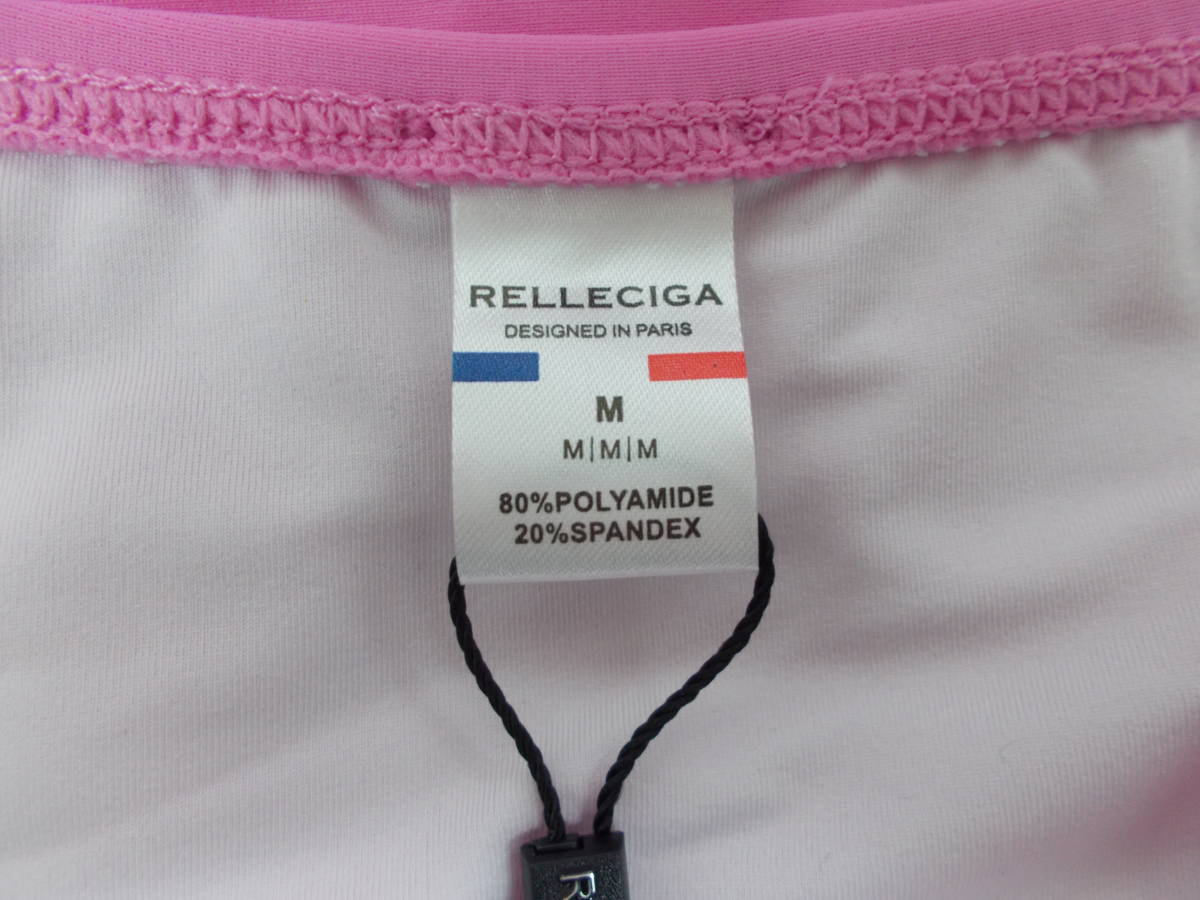 RELLECIGA
DESIGNED IN PARIS
M
M|M|M
80%POLYAMIDE
20%SPANDEX
R